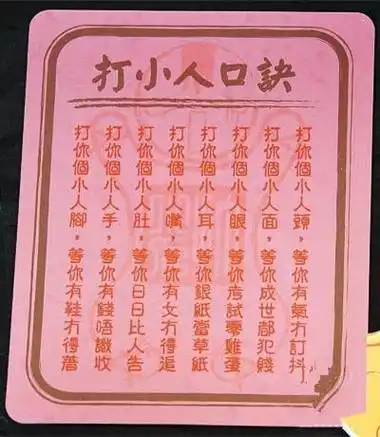 打小人口訣
打你個小人頭，等你有氣冇訂抖
打你個小人面，等你成世都犯賤
打你個小人眼，等你考試零雞蛋
打你個小人耳，等你銀紙當草紙
打你個小人嘴，等你有女冇得追
打你個小人肚，等你日日比人告
打你個小人手，等你有錢唔識收
打你個小人腳，等你有鞋冇得著